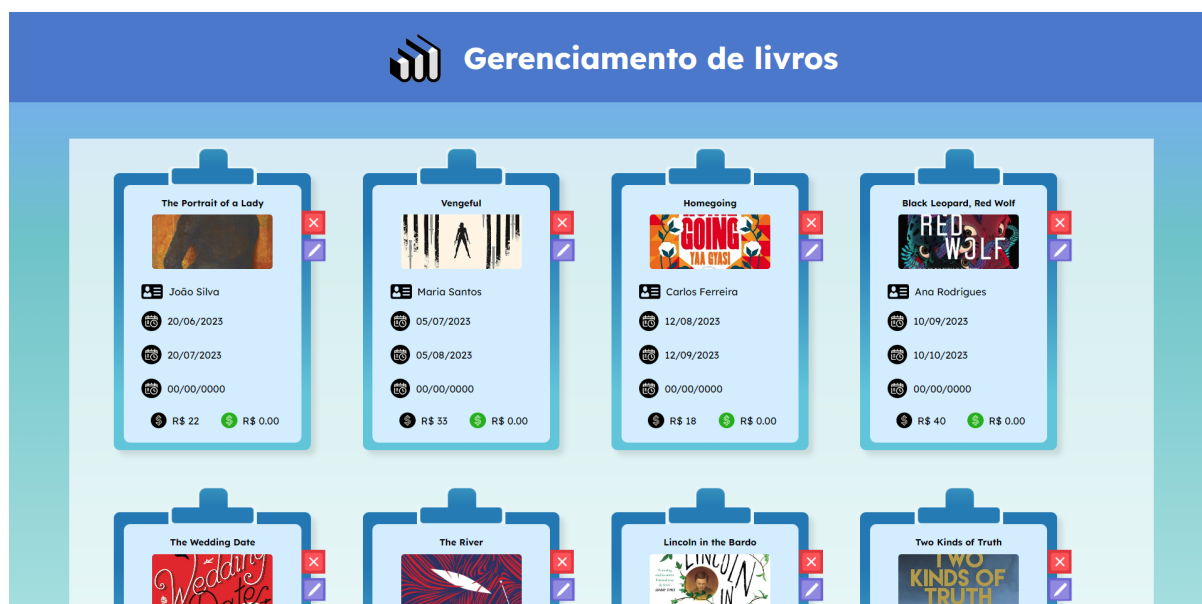 Gerenciamento de livros
The Portrait of a Lady
João Silva
20/06/2023
20/07/2023
00/00/0000
R$ 22 R$ 0.00
Vengeful
Maria Santos
05/07/2023
05/08/2023
00/00/0000
R$ 33 R$ 0.00
Homegoing
GOING
YAA GYASI
Carlos Ferreira
12/08/2023
12/09/2023
00/00/0000
R$ 18 R$ 0.00
Black Leopard, Red Wolf
RED
WOLF
Ana Rodrigues
10/09/2023
10/10/2023
00/00/0000
R$ 40 R$ 0.00
The Wedding Date
Wedding
Date
The River
Lincoln in the Bardo
LINCOLN
IN
Two Kinds of Truth
TWO
KINDS OF
TRUTH